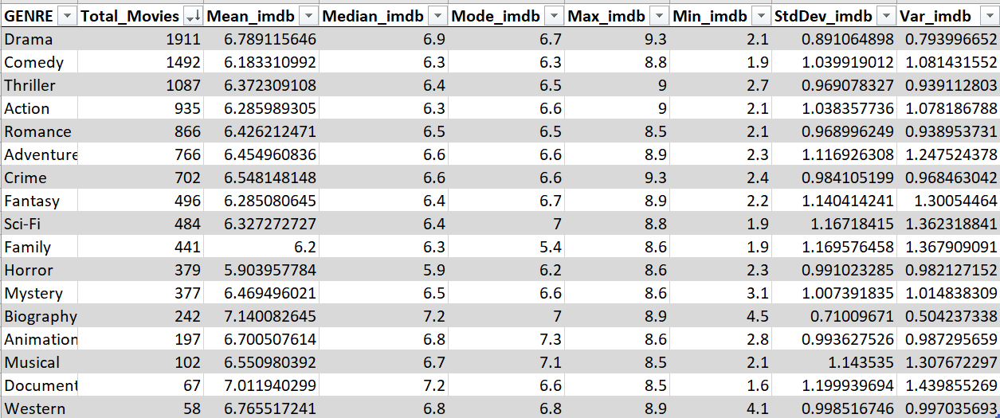 GENRE Total_Movies Mean_imdb Median_imdb Mode_imdb Max_imdb Min_imdb StdDev_imdb Var_imdb
Drama 1911 6.789115646 6.9 6.7 9.3 2.1 0.891064898 0.793996652
Comedy 1492 6.183310992 6.3 6.3 8.8 1.9 1.039919012 1.081431552
Thriller 1087 6.372309108 6.4 6.5 9 2.7 0.969078327 0.939112803
Action 935 6.285989305 6.3 6.6 9 2.1 1.038357736 1.078186788
Romance 866 6.426212471 6.5 6.5 8.5 2.1 0.968996249 0.938953731
Adventure 766 6.454960836 6.6 6.6 8.9 2.3 1.116926308 1.247524378
Crime 702 6.548148148 6.6 6.6 9.3 2.4 0.984105199 0.968463042
Fantasy 496 6.285080645 6.4 6.7 8.9 2.2 1.140414241 1.30054464
Sci-Fi 484 6.327272727 6.4 7 8.8 1.9 1.16718415 1.362318841
Family 441 6.2 6.3 5.4 8.6 1.9 1.169576458 1.367909091
Horror 379 5.903957784 5.9 6.2 8.6 2.3 0.991023285 0.982127152
Mystery 377 6.469496021 6.5 6.6 8.6 3.1 1.007391835 1.014838309
Biography 242 7.140082645 7.2 7 8.9 4.5 0.71009671 0.504237338
Animation 197 6.700507614 6.8 7.3 8.6 2.8 0.993627526 0.987295659
Musical 102 6.550980392 6.7 7.1 8.5 2.1 1.143535 1.307672297
Document 67 7.011940299 7.2 6.6 8.5 1.6 1.199939694 1.439855269
Western 58 6.765517241 6.8 6.8 8.9 4.1 0.998516746 0.997035693